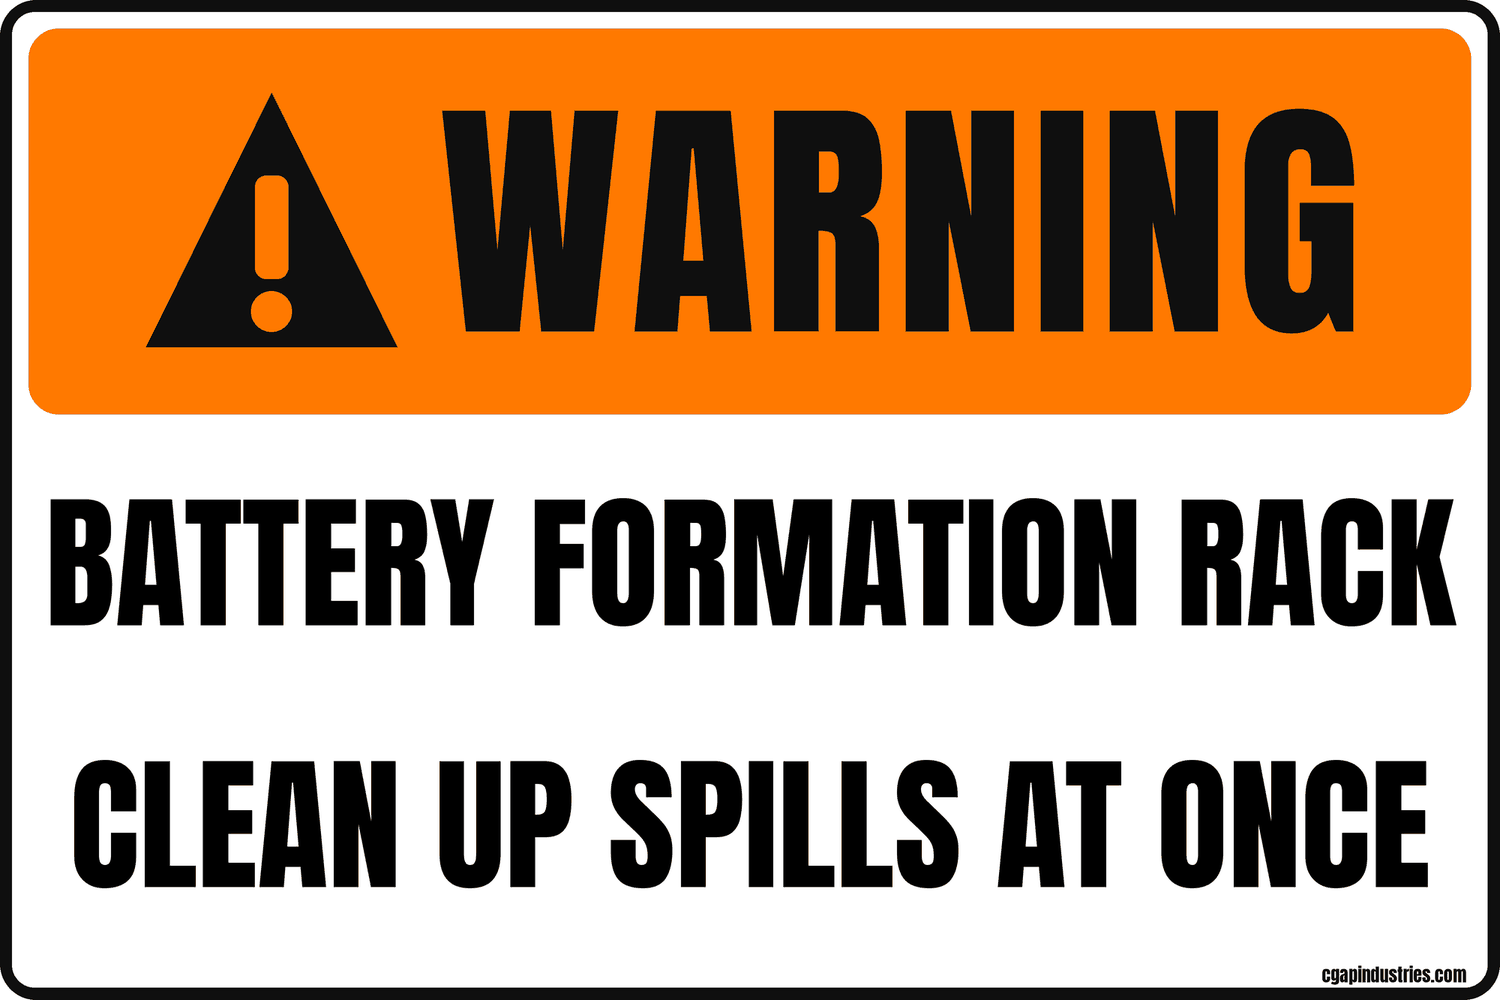 WARNING
BATTERY FORMATION RACK
CLEAN UP SPILLS AT ONCE
cgapindustries.com